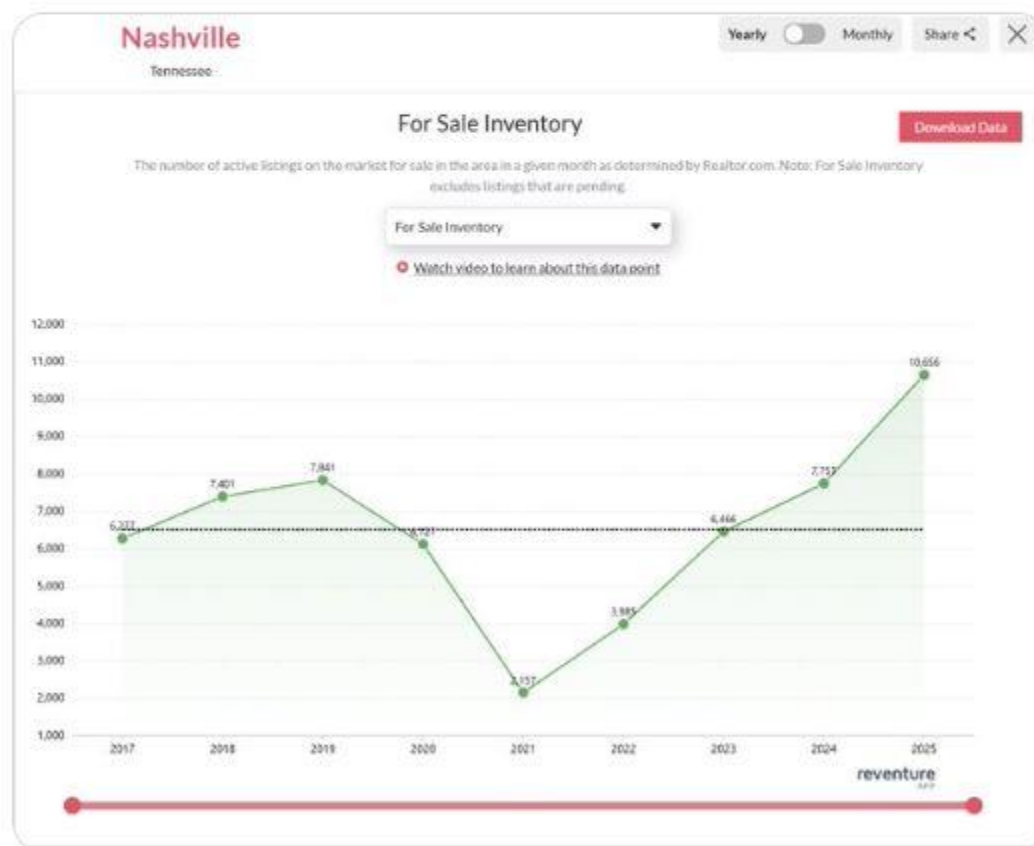 Nashville
Yearly Monthly Share
Tennessee
For Sale Inventory
Download Data
The number of active listings on the market for sale in the area in a given month as determined by Realtor.com. Note: For Sale Inventory
excludes listings that are pending.
For Sale Inventory
Watch video to learn about this data point
12,000
11,000
10,656
10,000
9,000
8,000
7,841
7,757
7,401
7,000
6,466
6,000
5,000
4,000
3,985
3,000
2,157
2,000
1,000
2017 2018 2019 2020 2021 2022 2023 2024 2025
reventure
APP